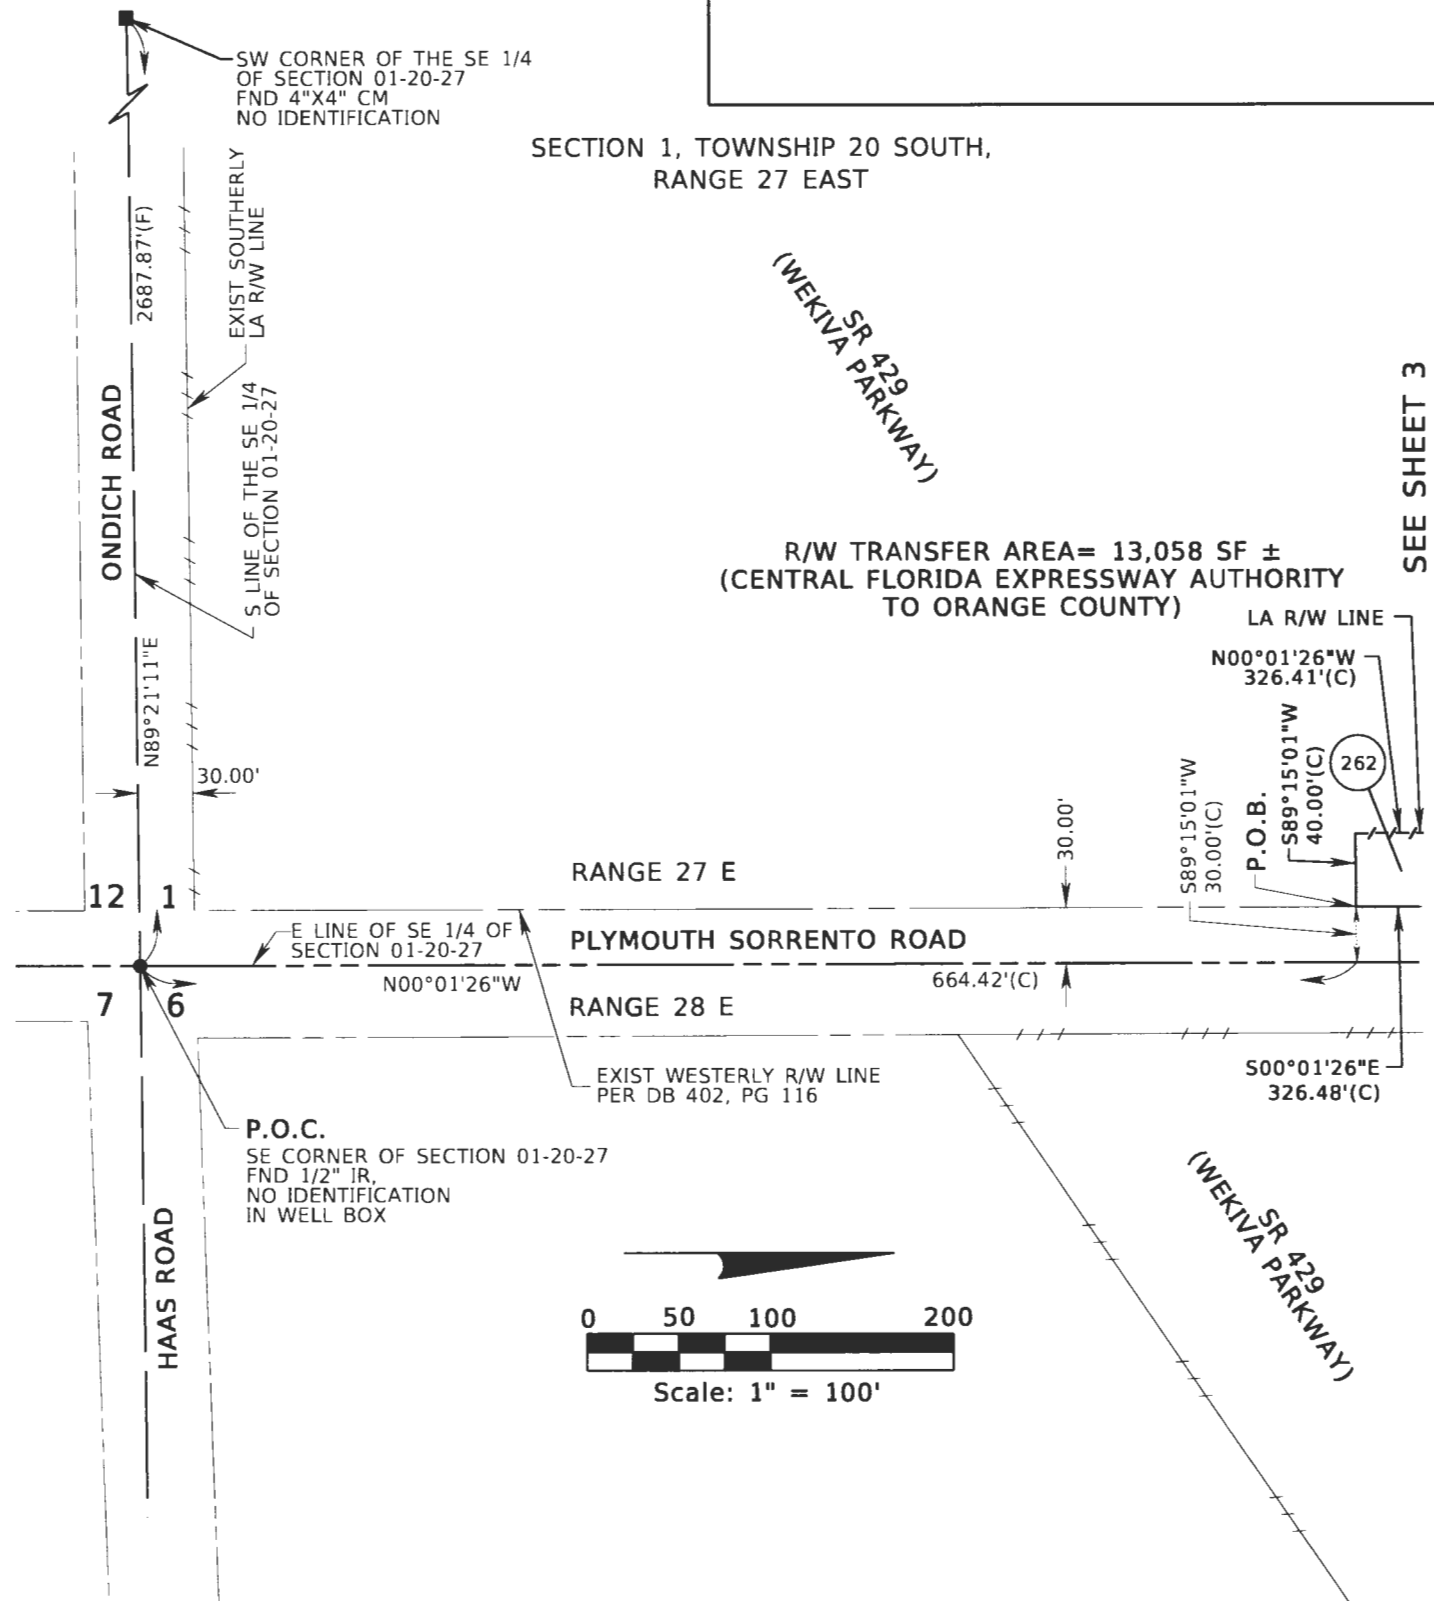 SW CORNER OF THE SE 1/4
OF SECTION 01-20-27
FND 4"X4" CM
NO IDENTIFICATION
SECTION 1, TOWNSHIP 20 SOUTH,
RANGE 27 EAST
2687.87'(F)
EXIST SOUTHERLY
LA R/W LINE
(WEKIVA PARKWAY)
SR 429
SEE SHEET 3
ONDICH ROAD
S LINE OF THE SE 1/4
OF SECTION 01-20-27
R/W TRANSFER AREA= 13,058 SF ±
(CENTRAL FLORIDA EXPRESSWAY AUTHORITY
TO ORANGE COUNTY)
LA R/W LINE
N00°01'26"W
326.41'(C)
N89°21'11"E
30.00'
S89°15'01"W
30.00'(C)
P.O.B.
S89°15'01"W
40.00'(C)
262
30.00'
RANGE 27 E
12
1
E LINE OF SE 1/4 OF
SECTION 01-20-27
PLYMOUTH SORRENTO ROAD
N00°01'26"W
664.42'(C)
7
6
RANGE 28 E
EXIST WESTERLY R/W LINE
PER DB 402, PG 116
S00°01'26"E
326.48'(C)
P.O.C.
SE CORNER OF SECTION 01-20-27
FND 1/2" IR,
NO IDENTIFICATION
IN WELL BOX
HAAS ROAD
(WEKIVA PARKWAY)
SR 429
0 50 100 200
Scale: 1" = 100'